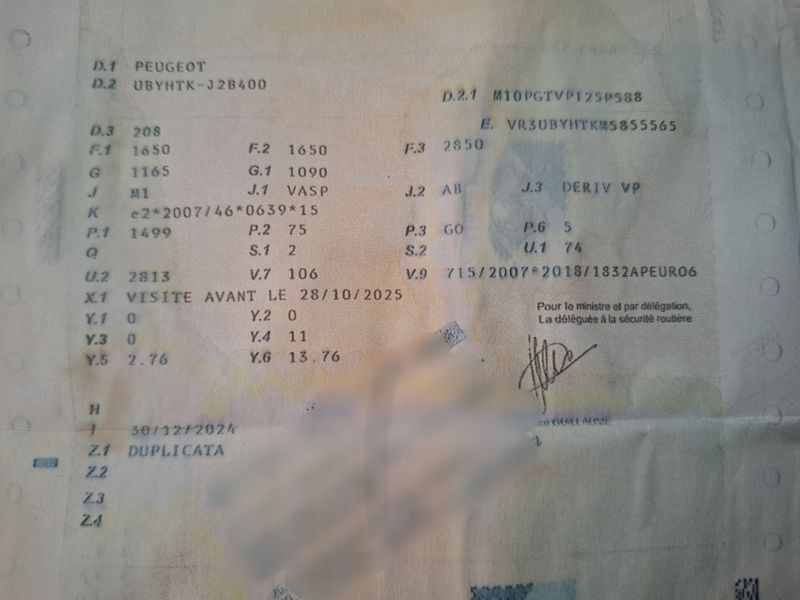 D.1 PEUGEOT
D.2 UBYHTK-J2B400
D.2.1 M10PGTVP125P588
D.3 208
E. VR3UBYHTKM5855565
F.1 1650 F.2 1650 F.3 2850
G 1165 G.1 1090
J M1 J.1 VASP J.2 AB J.3 DERIV VP
K e2*2007/46*0639*15
P.1 1499 P.2 75 P.3 GO P.6 5
Q S.1 2 S.2 U.1 74
U.2 2813 V.7 106 V.9 715/2007*2018/1832APEURO6
X.1 VISITE AVANT LE 28/10/2025
Y.1 0 Y.2 0
Y.3 0 Y.4 11
Y.5 2.76 Y.6 13.76
Pour le ministre et par délégation,
La déléguée à la sécurité routière
GUILLAUME
H
I 30/12/2024
Z.1 DUPLICATA
Z.2
Z.3
Z.4